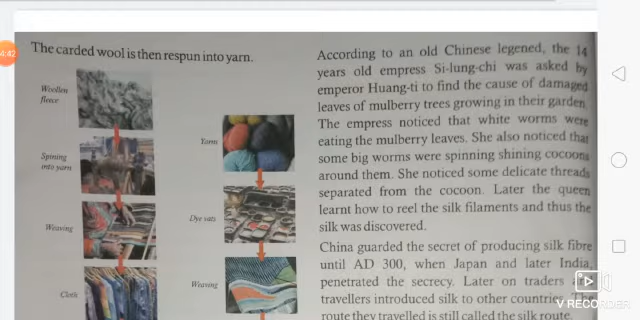 The carded wool is then respun into yarn.
Woollen
fleece
Spining
into yarn
Weaving
Cloth
Yarn
Dye vats
Weaving
According to an old Chinese legened, the 14
years old empress Si-lung-chi was asked by
emperor Huang-ti to find the cause of damaged
leaves of mulberry trees growing in their garden.
The empress noticed that white worms were
eating the mulberry leaves. She also noticed that
some big worms were spinning shining cocoons
around them. She noticed some delicate threads
separated from the cocoon. Later the queen
learnt how to reel the silk filaments and thus the
silk was discovered.
China guarded the secret of producing silk fibre
until AD 300, when Japan and later India,
penetrated the secrecy. Later on traders
travellers introduced silk to other countries.
route they travelled is still called the silk route.
V RECORDER